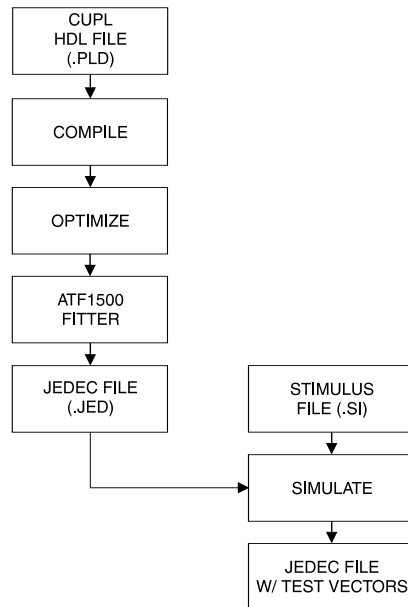 CUPL
HDL FILE
(.PLD)
COMPILE
OPTIMIZE
ATF1500
FITTER
JEDEC FILE
(.JED)
STIMULUS
FILE (.SI)
SIMULATE
JEDEC FILE
W/ TEST VECTORS